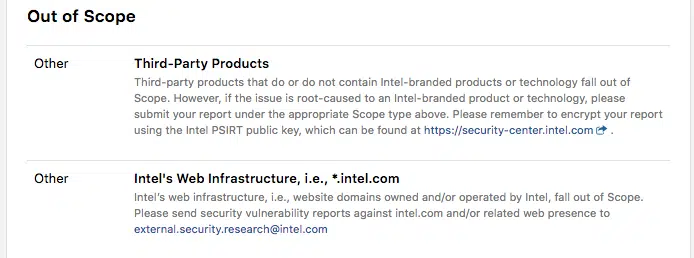 Out of Scope
Other
Third-Party Products
Third-party products that do or do not contain Intel-branded products or technology fall out of
Scope. However, if the issue is root-caused to an Intel-branded product or technology, please
submit your report under the appropriate Scope type above. Please remember to encrypt your report
using the Intel PSIRT public key, which can be found at https://security-center.intel.com .
Other
Intel's Web Infrastructure, i.e., *.intel.com
Intel's web infrastructure, i.e., website domains owned and/or operated by Intel, fall out of Scope.
Please send security vulnerability reports against intel.com and/or related web presence to
external.security.research@intel.com